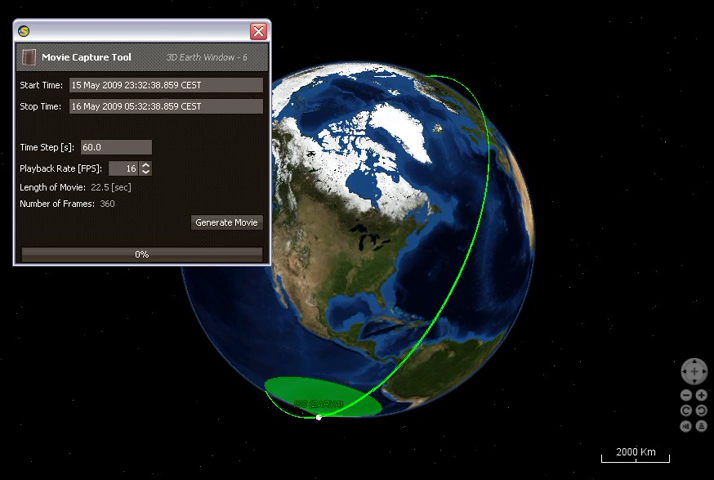 Movie Capture Tool 3D Earth Window - 6
Start Time: 15 May 2009 23:32:38.859 CEST
Stop Time: 16 May 2009 05:32:38.859 CEST
Time Step [s]: 60.0
Playback Rate [FPS]: 16
Length of Movie: 22.5 [sec]
Number of Frames: 360
Generate Movie
0%
ISS (ZARYA)
2000 Km